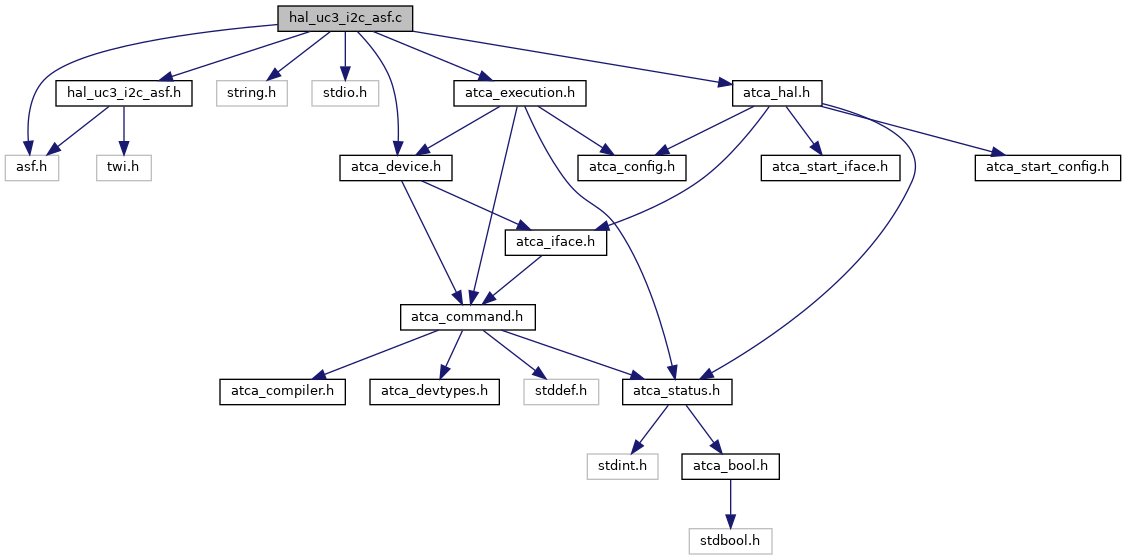 hal_uc3_i2c_asf.c
hal_uc3_i2c_asf.h
string.h
stdio.h
atca_execution.h
atca_hal.h
asf.h
twi.h
atca_device.h
atca_config.h
atca_start_iface.h
atca_start_config.h
atca_iface.h
atca_command.h
atca_compiler.h
atca_devtypes.h
stddef.h
atca_status.h
stdint.h
atca_bool.h
stdbool.h